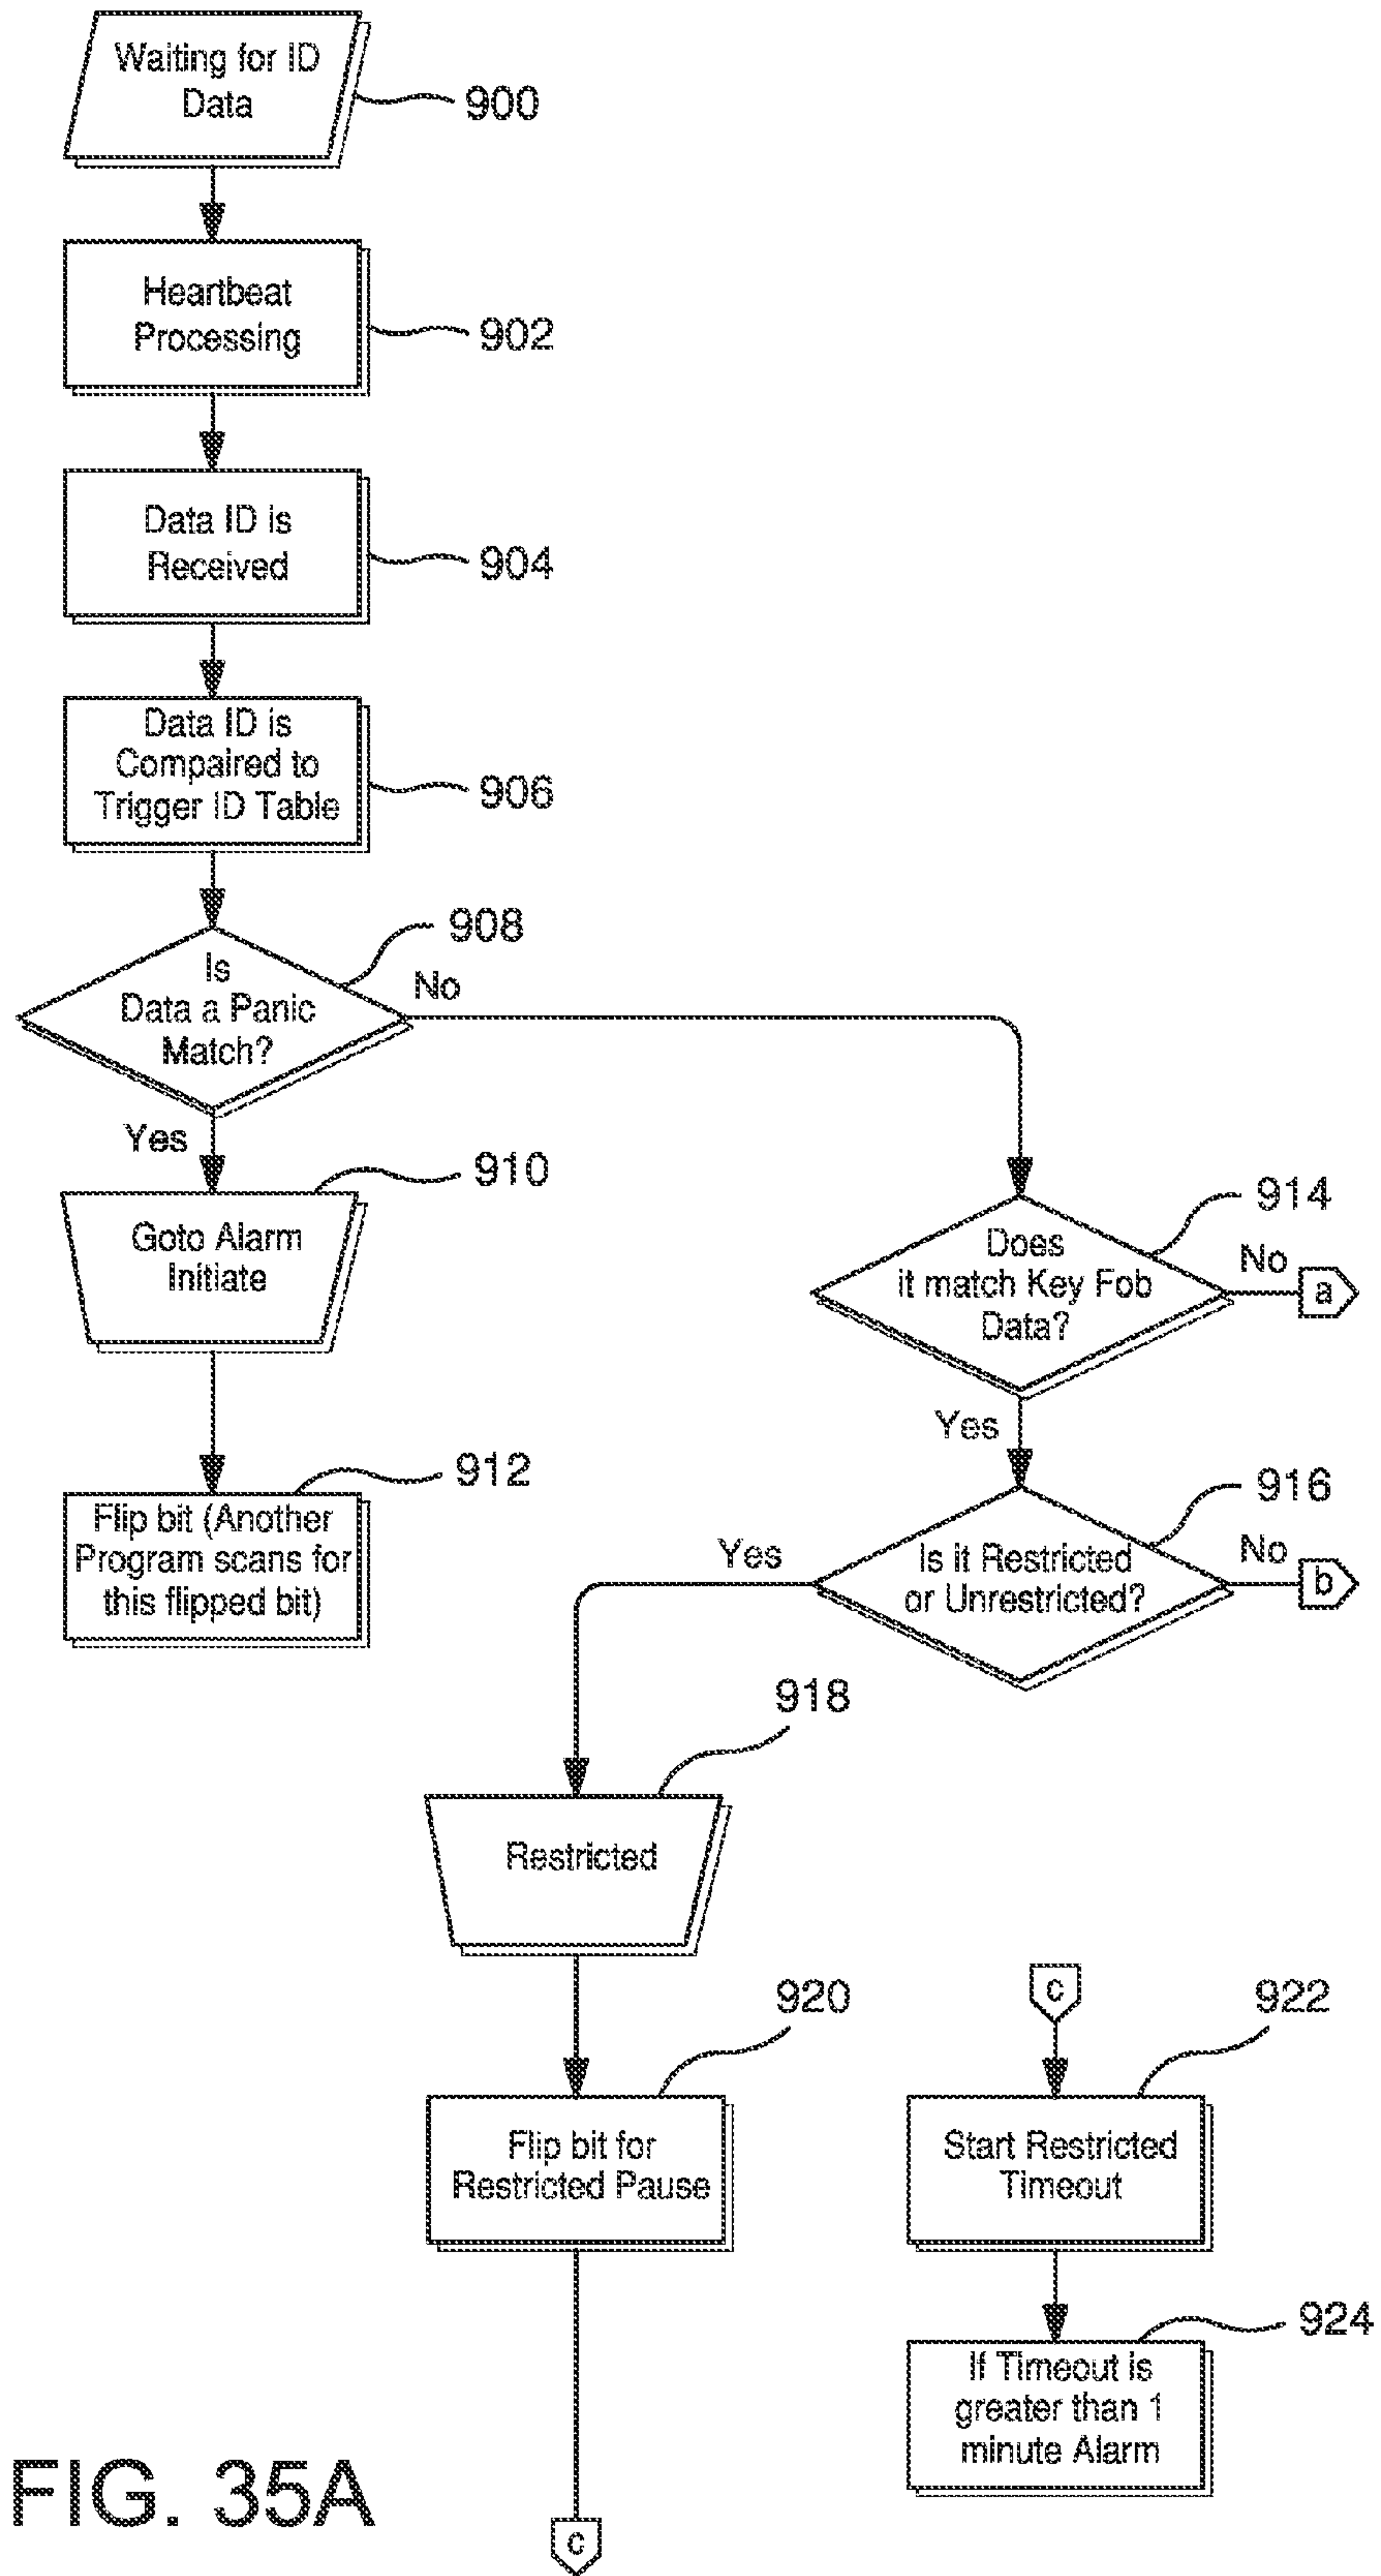 Waiting for ID
Data
900
Heartbeat
Processing
902
Data ID is
Received
904
Data ID is
Compaired to
Trigger ID Table
906
908
Is
Data a Panic
Match?
No
Yes
910
Goto Alarm
Initiate
914
Does
it match Key Fob
Data?
No
a
Yes
912
Flip bit (Another
Program scans for
this flipped bit)
916
Is it Restricted
or Unrestricted?
No
b
Yes
918
Restricted
920
Flip bit for
Restricted Pause
c
922
Start Restricted
Timeout
924
If Timeout is
greater than 1
minute Alarm
c
FIG. 35A